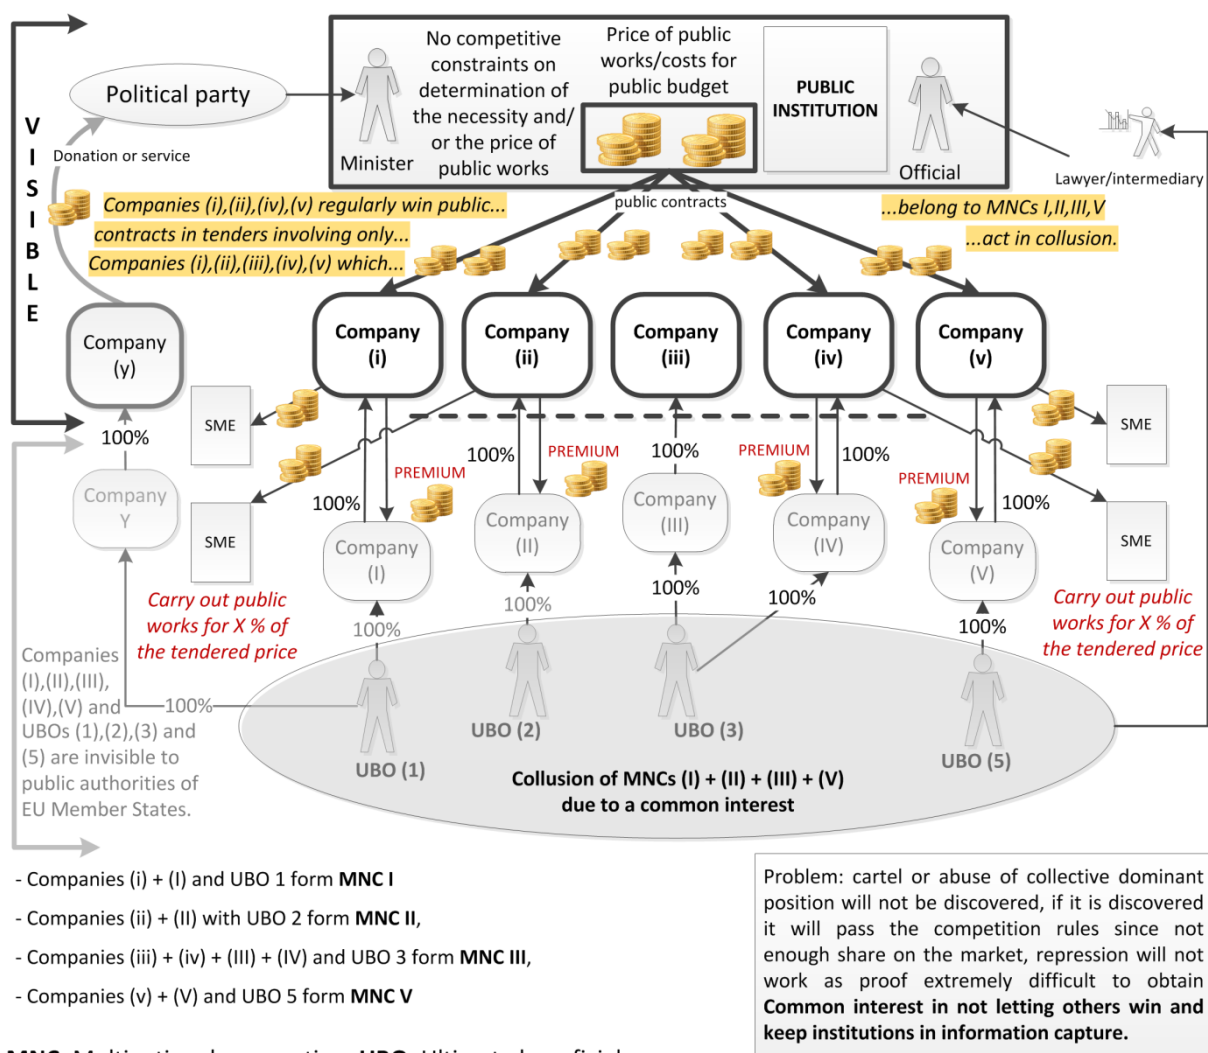 No competitive
constraints on
determination of
the necessity and/
or the price of
public works
Price of public
works/costs for
public budget
PUBLIC
INSTITUTION
Political party
Minister
Official
Lawyer/intermediary
V
I
S
I
B
L
E
Donation or service
public contracts
Companies (i),(ii),(iv),(v) regularly win public...
contracts in tenders involving only...
Companies (i),(ii),(iii),(iv),(v) which...
...belong to MNCs I,II,III,V
...act in collusion.
Company
(y)
Company
(i)
Company
(ii)
Company
(iii)
Company
(iv)
Company
(v)
SME
SME
SME
SME
100%
100%
100%
100%
100%
100%
PREMIUM
PREMIUM
PREMIUM
PREMIUM
Company
Y
Company
(I)
Company
(II)
Company
(III)
Company
(IV)
Company
(V)
Carry out public
works for X % of
the tendered price
Carry out public
works for X % of
the tendered price
100%
100%
100%
100%
100%
100%
Companies
(I),(II),(III),
(IV),(V) and
UBOs (1),(2),(3) and
(5) are invisible to
public authorities of
EU Member States.
UBO (1)
UBO (2)
UBO (3)
UBO (5)
Collusion of MNCs (I) + (II) + (III) + (V)
due to a common interest
- Companies (i) + (I) and UBO 1 form MNC I
- Companies (ii) + (II) with UBO 2 form MNC II,
- Companies (iii) + (iv) + (III) + (IV) and UBO 3 form MNC III,
- Companies (v) + (V) and UBO 5 form MNC V
Problem: cartel or abuse of collective dominant
position will not be discovered, if it is discovered
it will pass the competition rules since not
enough share on the market, repression will not
work as proof extremely difficult to obtain
Common interest in not letting others win and
keep institutions in information capture.